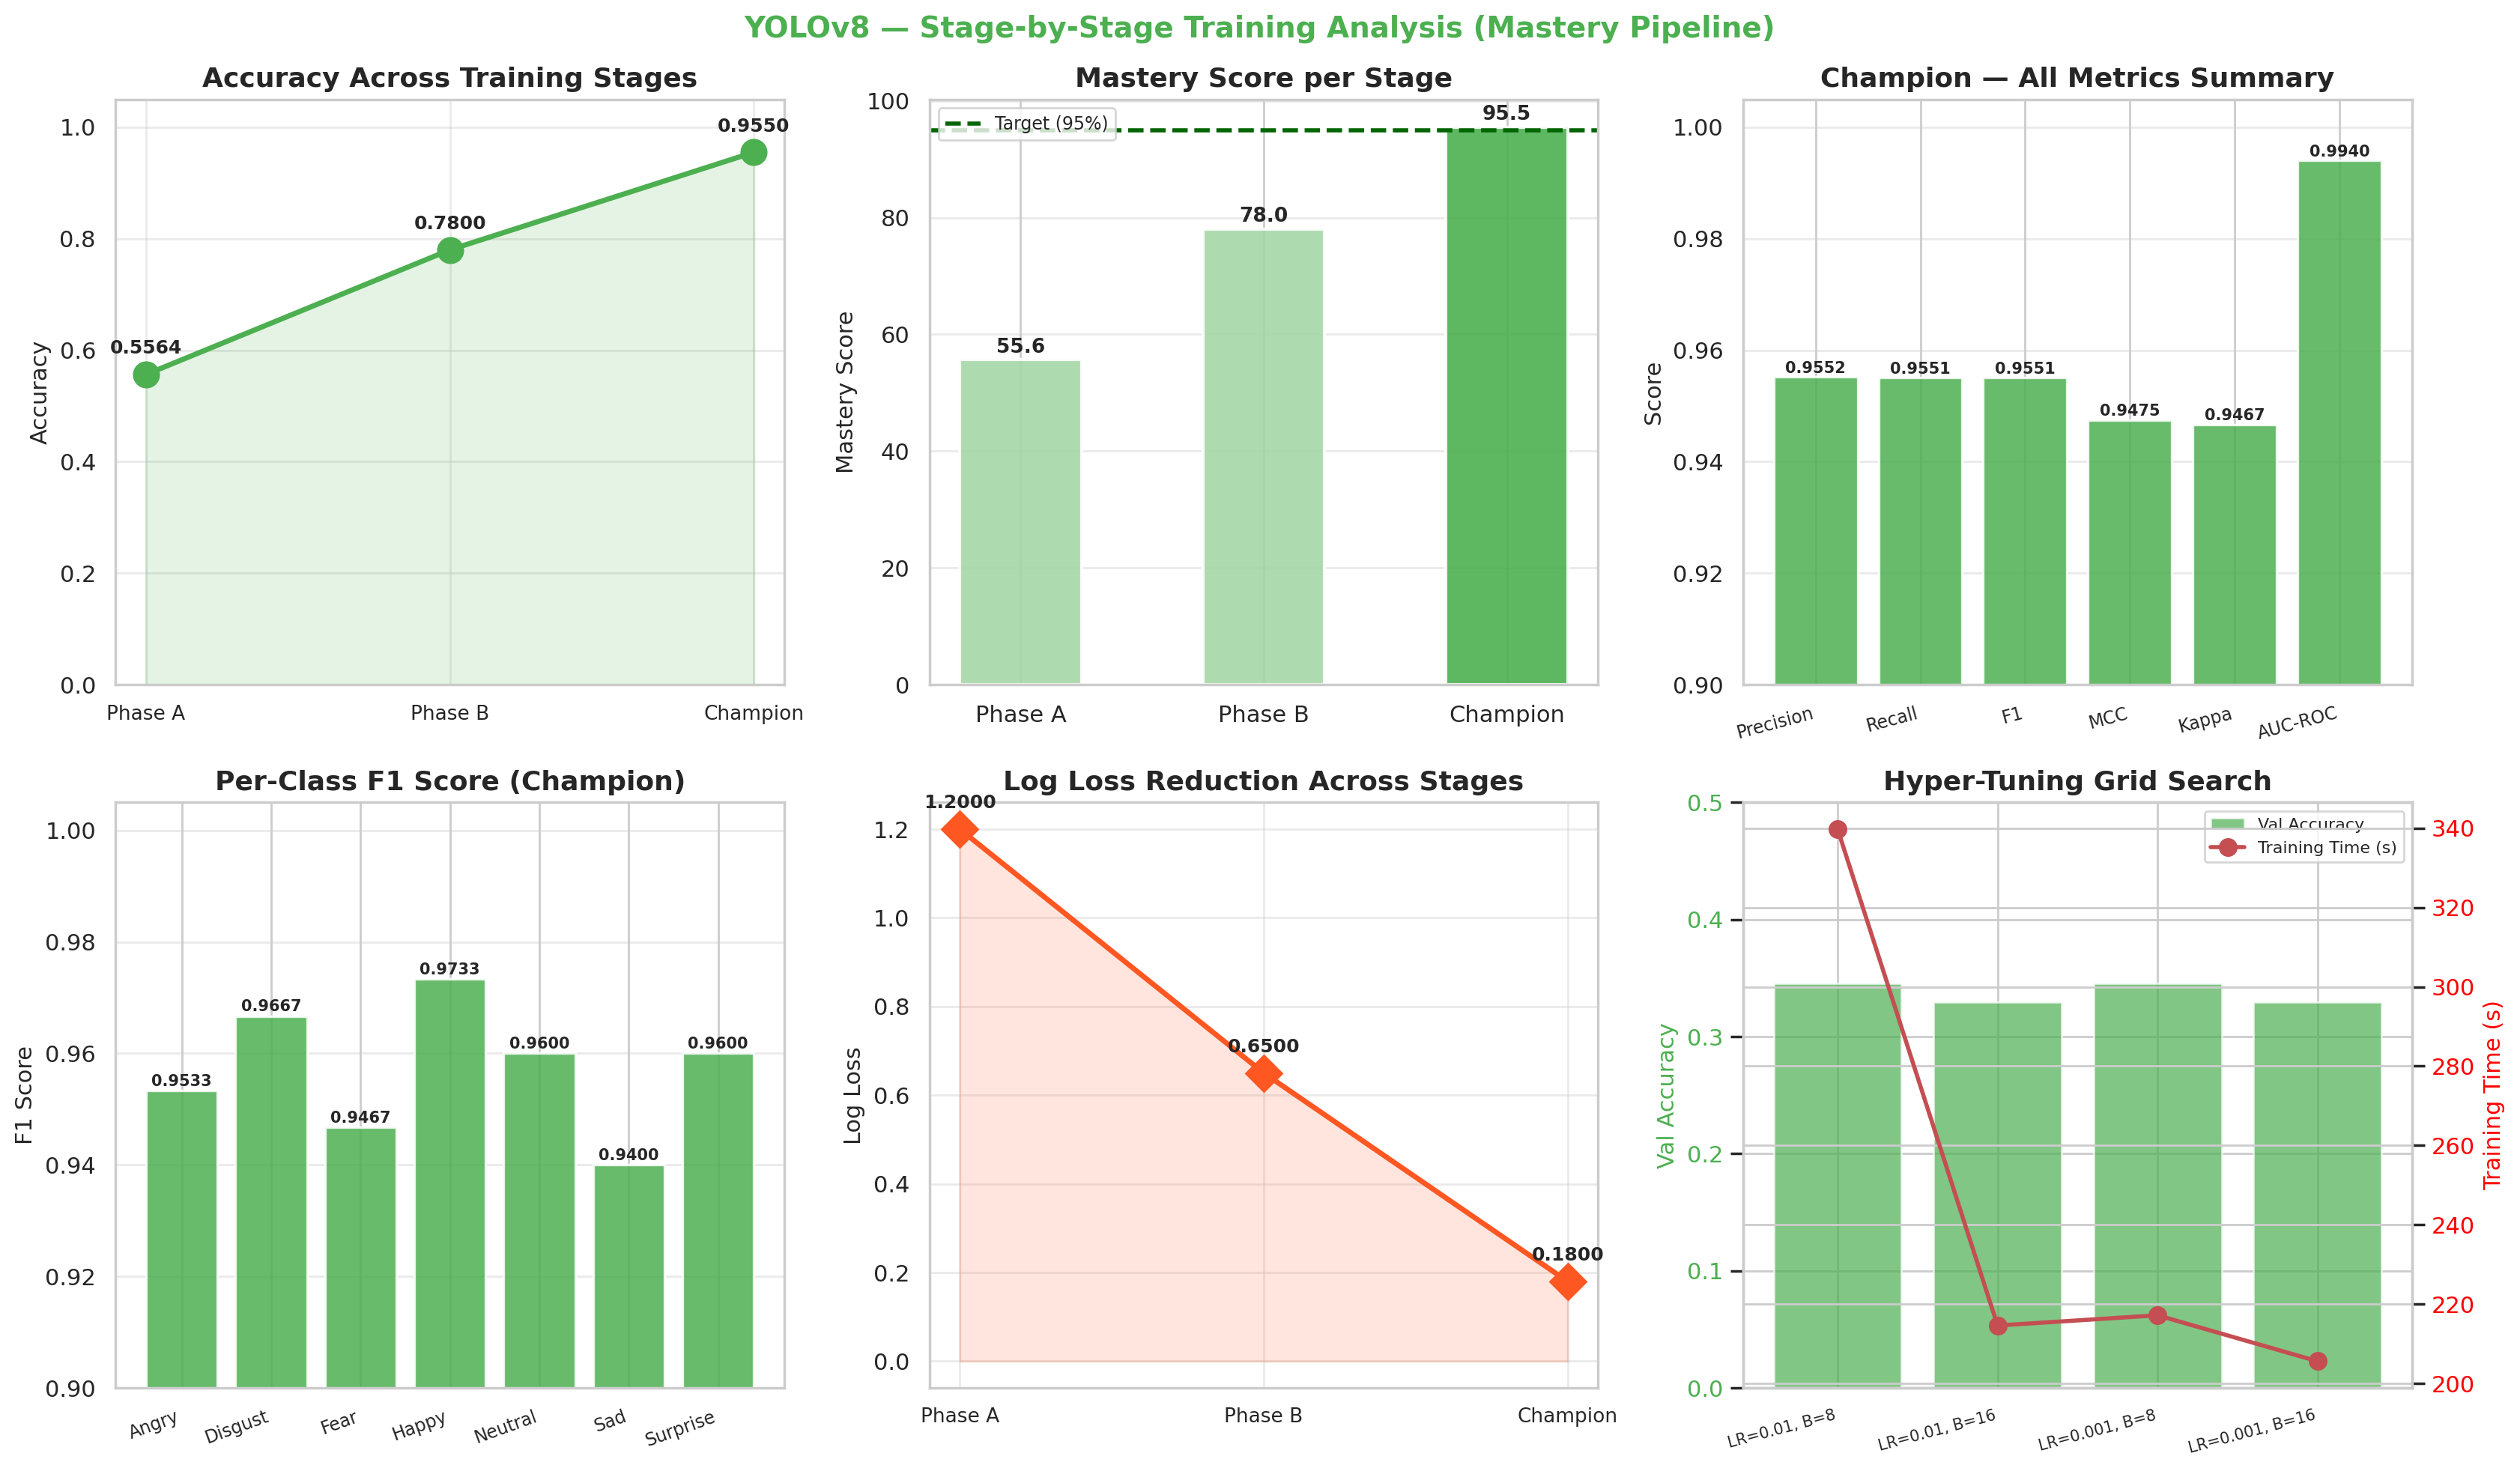 YOLOv8 — Stage-by-Stage Training Analysis (Mastery Pipeline)
Accuracy Across Training Stages
Accuracy
1.0
0.8
0.6
0.4
0.2
0.0
0.5564
0.7800
0.9550
Phase A
Phase B
Champion
Mastery Score per Stage
Mastery Score
100
80
60
40
20
0
Target (95%)
55.6
78.0
95.5
Phase A
Phase B
Champion
Champion — All Metrics Summary
Score
1.00
0.98
0.96
0.94
0.92
0.90
0.9552
0.9551
0.9551
0.9475
0.9467
0.9940
Precision
Recall
F1
MCC
Kappa
AUC-ROC
Per-Class F1 Score (Champion)
F1 Score
1.00
0.98
0.96
0.94
0.92
0.90
0.9533
0.9667
0.9467
0.9733
0.9600
0.9400
0.9600
Angry
Disgust
Fear
Happy
Neutral
Sad
Surprise
Log Loss Reduction Across Stages
Log Loss
1.2
1.0
0.8
0.6
0.4
0.2
0.0
1.2000
0.6500
0.1800
Phase A
Phase B
Champion
Hyper-Tuning Grid Search
Val Accuracy
0.5
0.4
0.3
0.2
0.1
0.0
Val Accuracy
Training Time (s)
340
320
300
280
260
240
220
200
Training Time (s)
LR=0.01, B=8
LR=0.01, B=16
LR=0.001, B=8
LR=0.001, B=16